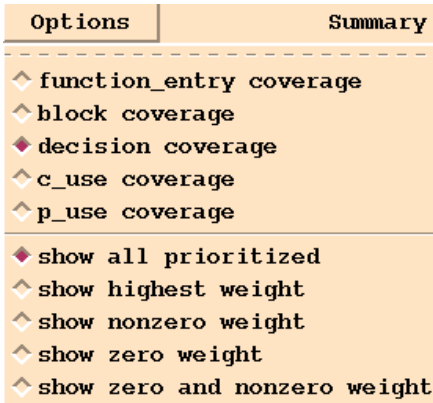 Options Summary
function_entry coverage
block coverage
decision coverage
c_use coverage
p_use coverage
show all prioritized
show highest weight
show nonzero weight
show zero weight
show zero and nonzero weight